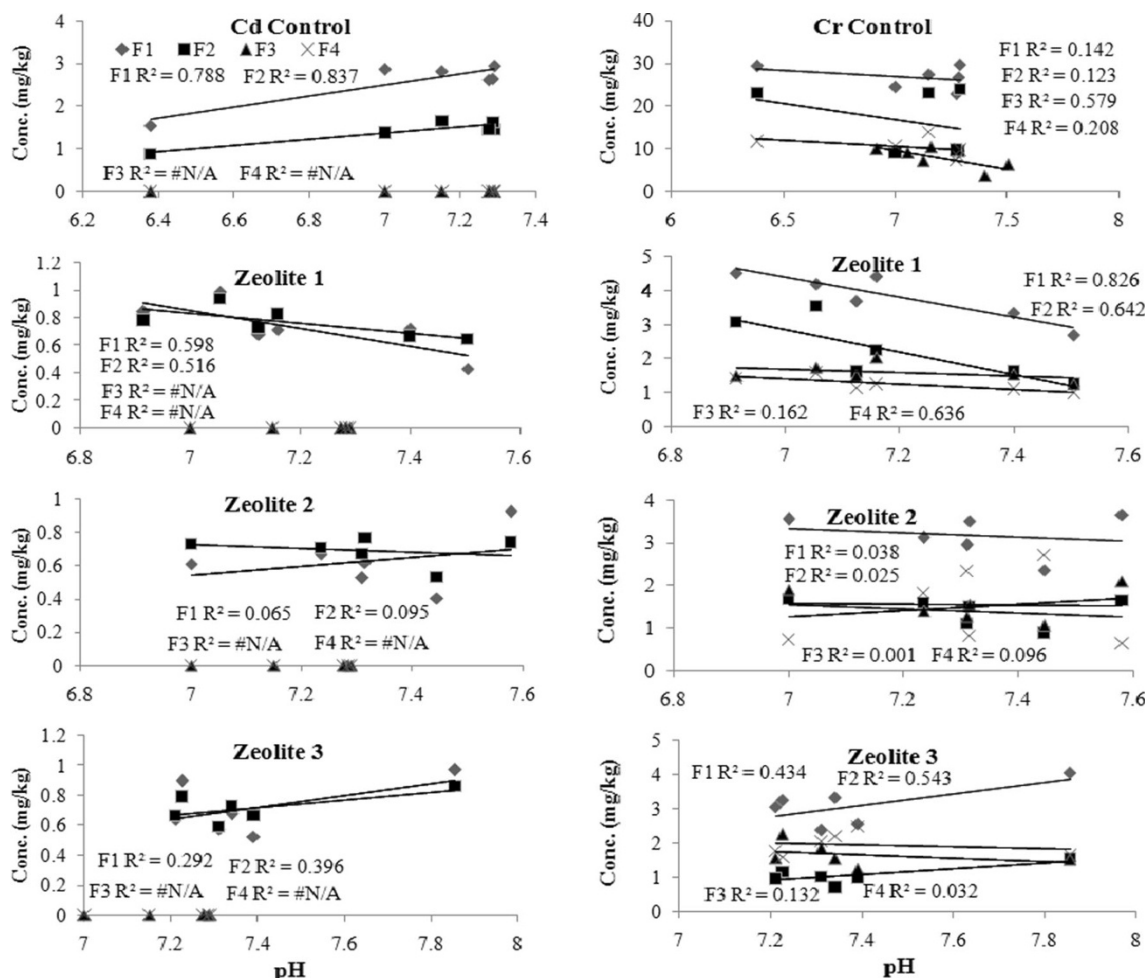 Cd Control
Conc. (mg/kg)
4
3
2
1
0
F1 F2 F3 F4
F1 R² = 0.788 F2 R² = 0.837
F3 R² = #N/A F4 R² = #N/A
6.2 6.4 6.6 6.8 7 7.2 7.4
Cr Control
Conc. (mg/kg)
40
30
20
10
0
F1 R² = 0.142
F2 R² = 0.123
F3 R² = 0.579
F4 R² = 0.208
6 6.5 7 7.5 8
Zeolite 1
Conc. (mg/kg)
1.2
1
0.8
0.6
0.4
0.2
0
F1 R² = 0.598
F2 R² = 0.516
F3 R² = #N/A
F4 R² = #N/A
6.8 7 7.2 7.4 7.6
Zeolite 1
Conc. (mg/kg)
5
4
3
2
1
0
F1 R² = 0.826
F2 R² = 0.642
F3 R² = 0.162 F4 R² = 0.636
6.8 7 7.2 7.4 7.6
Zeolite 2
Conc. (mg/kg)
1
0.8
0.6
0.4
0.2
0
F1 R² = 0.065 F2 R² = 0.095
F3 R² = #N/A F4 R² = #N/A
6.8 7 7.2 7.4 7.6
Zeolite 2
Conc. (mg/kg)
4
3
2
1
0
F1 R² = 0.038
F2 R² = 0.025
F3 R² = 0.001 F4 R² = 0.096
6.8 7 7.2 7.4 7.6
Zeolite 3
Conc. (mg/kg)
1.2
1
0.8
0.6
0.4
0.2
0
F1 R² = 0.292 F2 R² = 0.396
F3 R² = #N/A F4 R² = #N/A
7 7.2 7.4 7.6 7.8 8
pH
Zeolite 3
Conc. (mg/kg)
5
4
3
2
1
0
F1 R² = 0.434 F2 R² = 0.543
F3 R² = 0.132 F4 R² = 0.032
7 7.2 7.4 7.6 7.8 8
pH